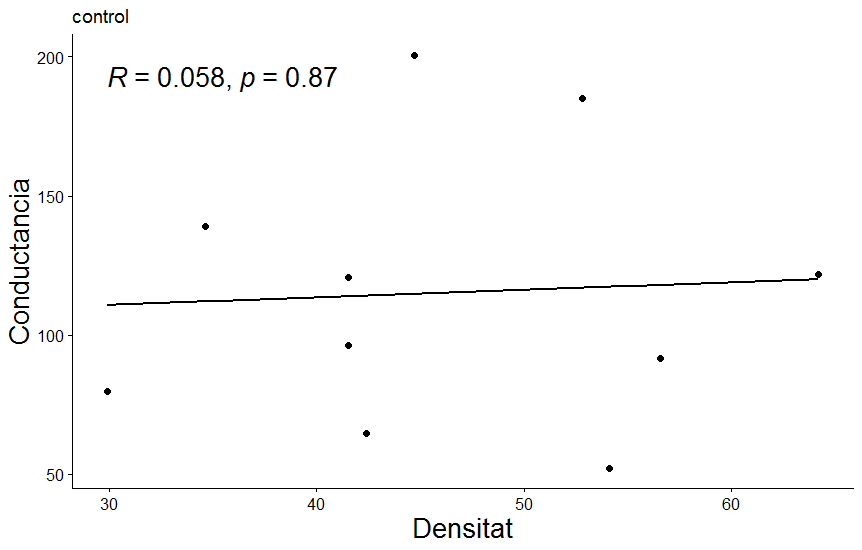 control
R = 0.058, p = 0.87
200
150
100
50
Conductancia
30 40 50 60
Densitat